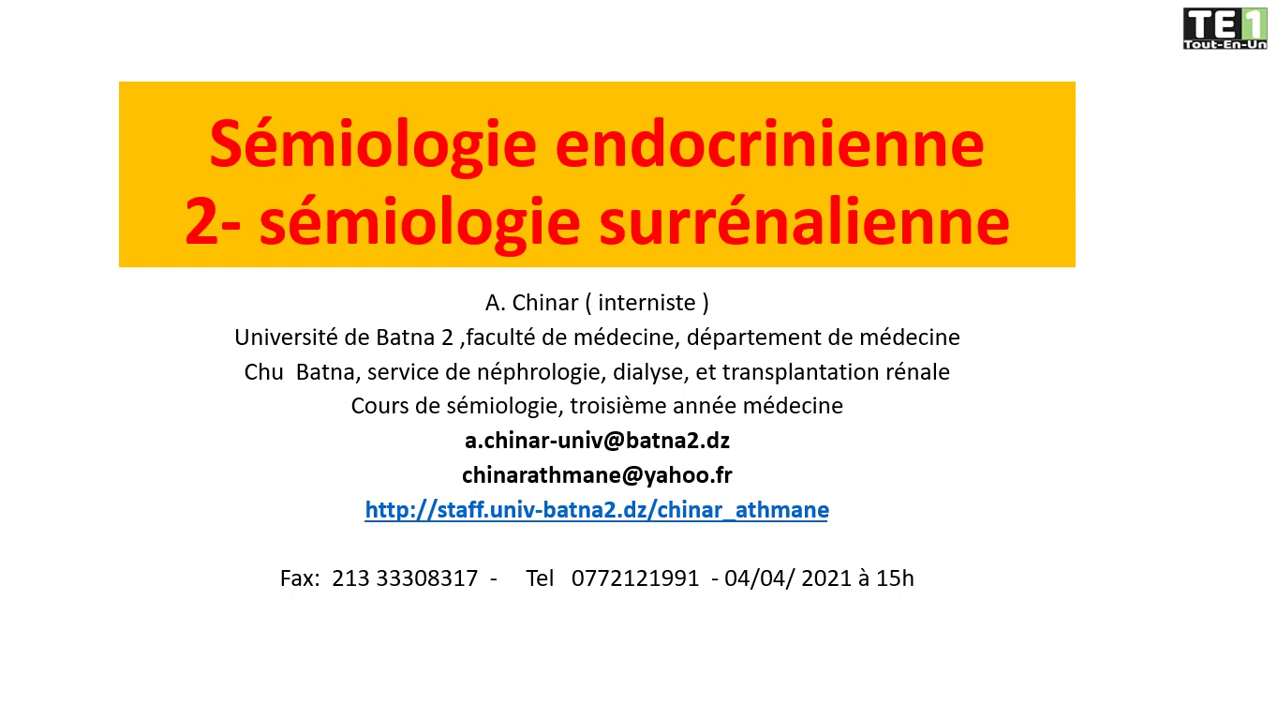 TE1
Tout-En-Un
Sémiologie endocrinienne
2- sémiologie surrénalienne
A. Chinar ( interniste )
Université de Batna 2 ,faculté de médecine, département de médecine
Chu  Batna, service de néphrologie, dialyse, et transplantation rénale
Cours de sémiologie, troisième année médecine
a.chinar-univ@batna2.dz
chinarathmane@yahoo.fr
http://staff.univ-batna2.dz/chinar_athmane
Fax:  213 33308317  -     Tel   0772121991  - 04/04/ 2021 à 15h